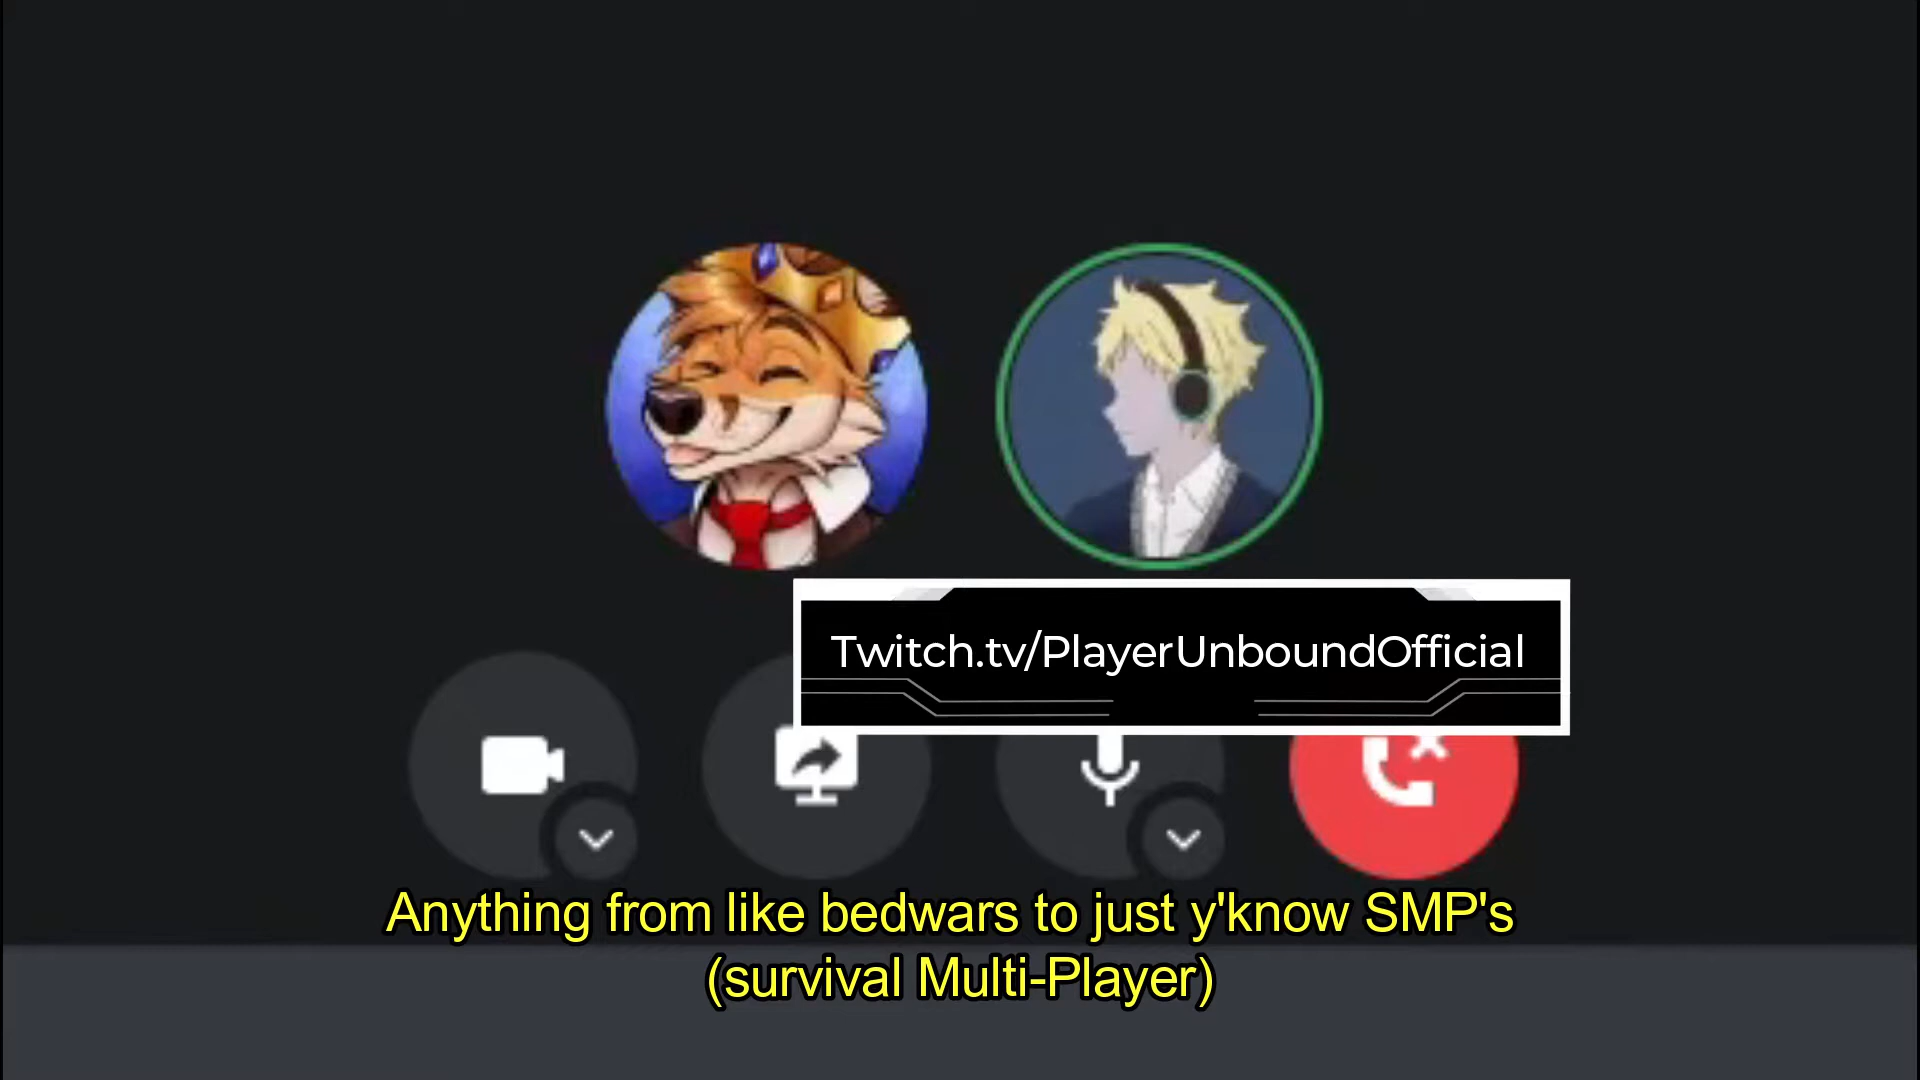 Twitch.tv/PlayerUnboundOfficial
Anything from like bedwars to just y'know SMP's
(survival Multi-Player)